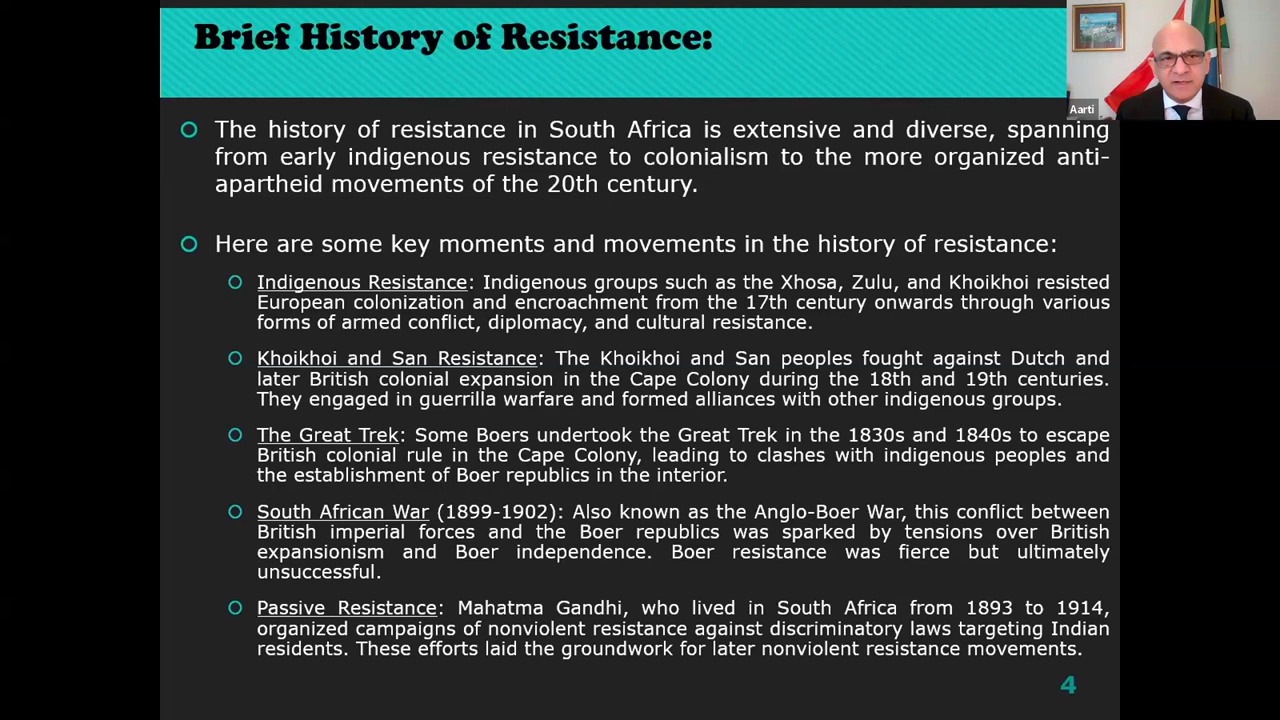 Brief History of Resistance:
Aarti
The history of resistance in South Africa is extensive and diverse, spanning
from early indigenous resistance to colonialism to the more organized anti-
apartheid movements of the 20th century.
Here are some key moments and movements in the history of resistance:
Indigenous Resistance: Indigenous groups such as the Xhosa, Zulu, and Khoikhoi resisted
European colonization and encroachment from the 17th century onwards through various
forms of armed conflict, diplomacy, and cultural resistance.
Khoikhoi and San Resistance: The Khoikhoi and San peoples fought against Dutch and
later British colonial expansion in the Cape Colony during the 18th and 19th centuries.
They engaged in guerrilla warfare and formed alliances with other indigenous groups.
The Great Trek: Some Boers undertook the Great Trek in the 1830s and 1840s to escape
British colonial rule in the Cape Colony, leading to clashes with indigenous peoples and
the establishment of Boer republics in the interior.
South African War (1899-1902): Also known as the Anglo-Boer War, this conflict between
British imperial forces and the Boer republics was sparked by tensions over British
expansionism and Boer independence. Boer resistance was fierce but ultimately
unsuccessful.
Passive Resistance: Mahatma Gandhi, who lived in South Africa from 1893 to 1914,
organized campaigns of nonviolent resistance against discriminatory laws targeting Indian
residents. These efforts laid the groundwork for later nonviolent resistance movements.
4